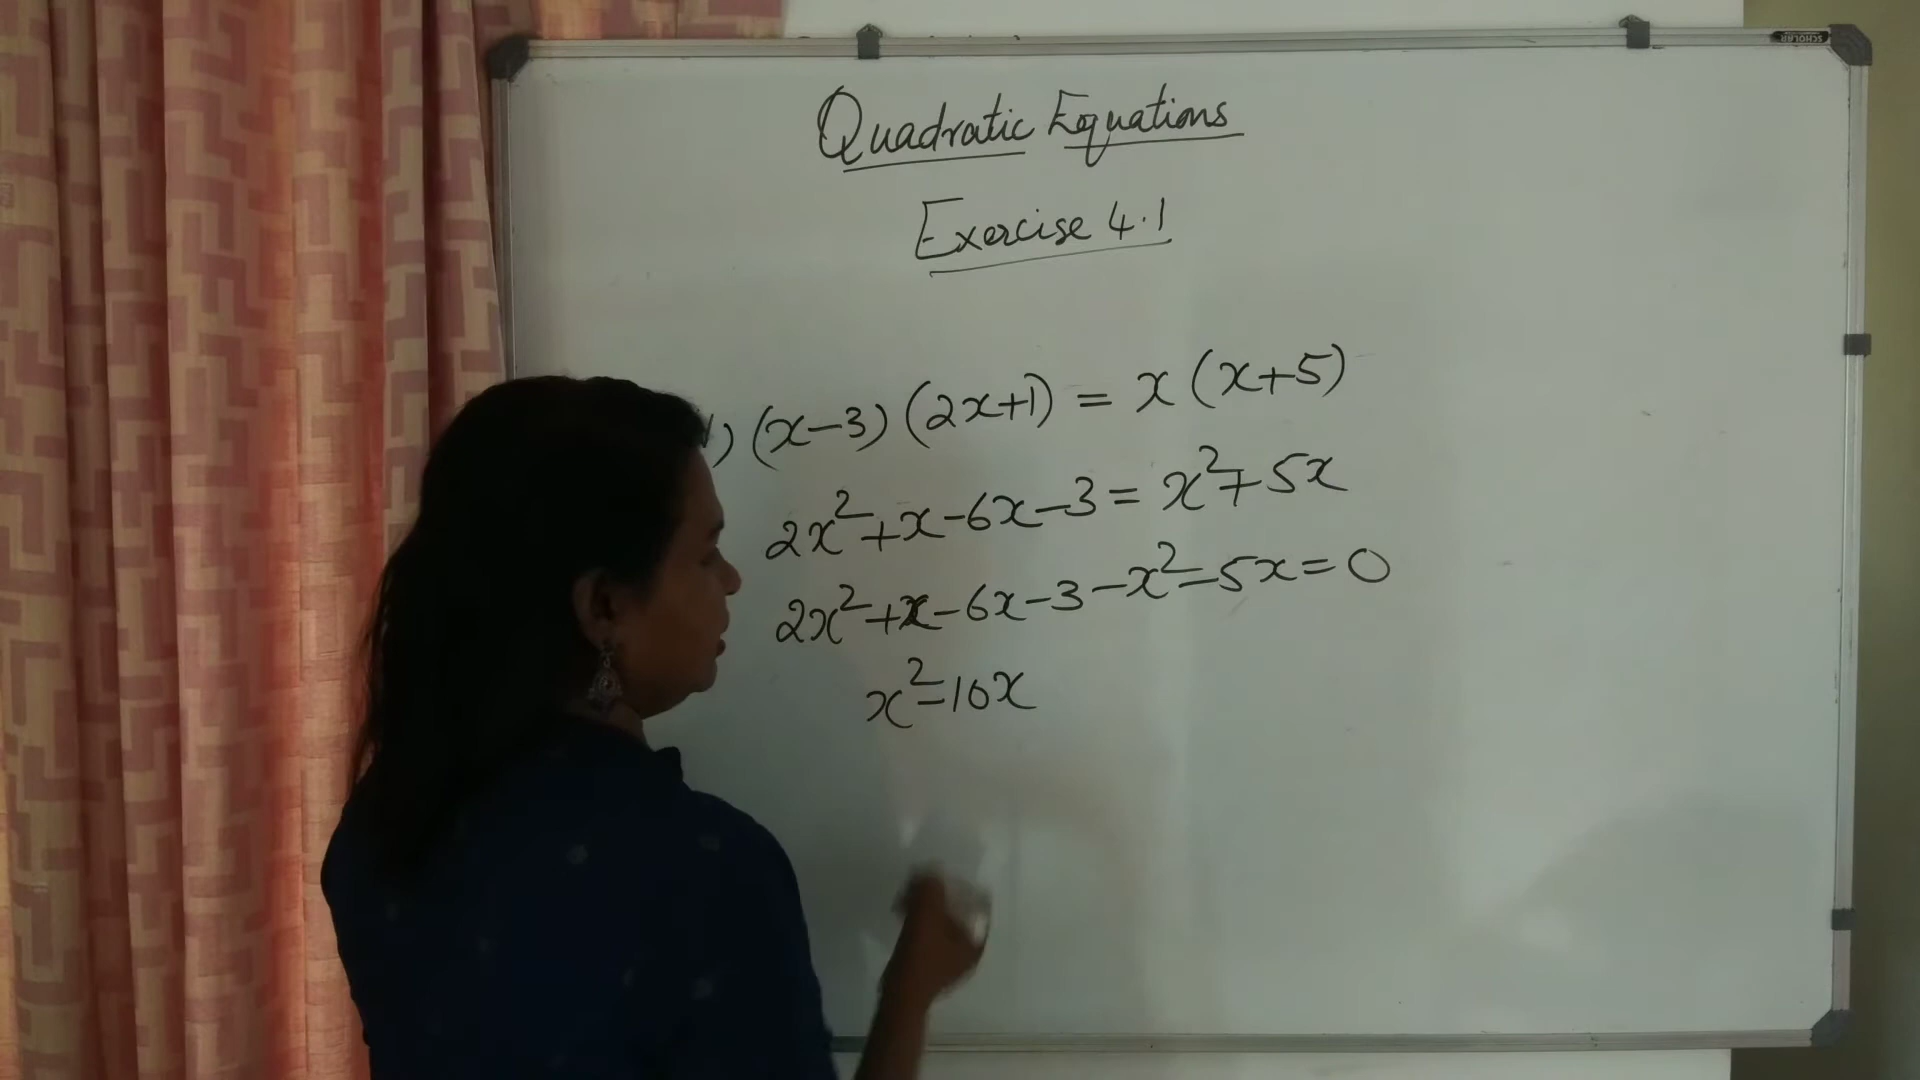 Quadratic Equations
Exercise 4.1
) (x-3) (2x+1) = x (x+5)
2x²+x-6x-3 = x²+5x
2x²+x-6x-3-x²-5x=0
x²-10x
SCHOLAR